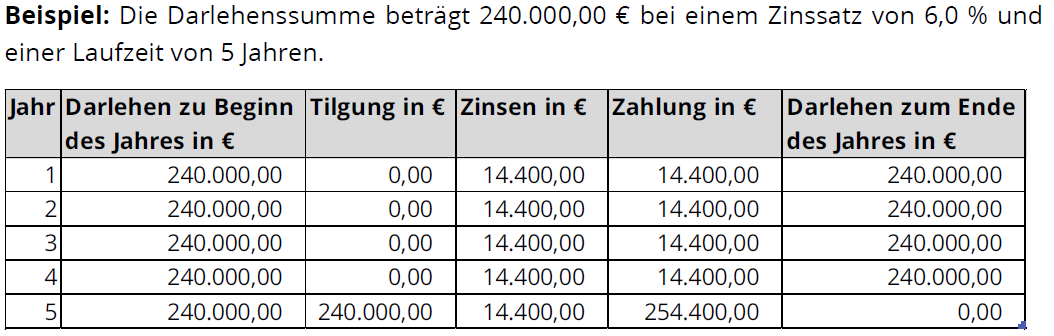 Beispiel: Die Darlehenssumme beträgt 240.000,00 € bei einem Zinssatz von 6,0 % und
einer Laufzeit von 5 Jahren.
Jahr Darlehen zu Beginn des Jahres in € Tilgung in € Zinsen in € Zahlung in € Darlehen zum Ende des Jahres in €
1 240.000,00 0,00 14.400,00 14.400,00 240.000,00
2 240.000,00 0,00 14.400,00 14.400,00 240.000,00
3 240.000,00 0,00 14.400,00 14.400,00 240.000,00
4 240.000,00 0,00 14.400,00 14.400,00 240.000,00
5 240.000,00 240.000,00 14.400,00 254.400,00 0,00